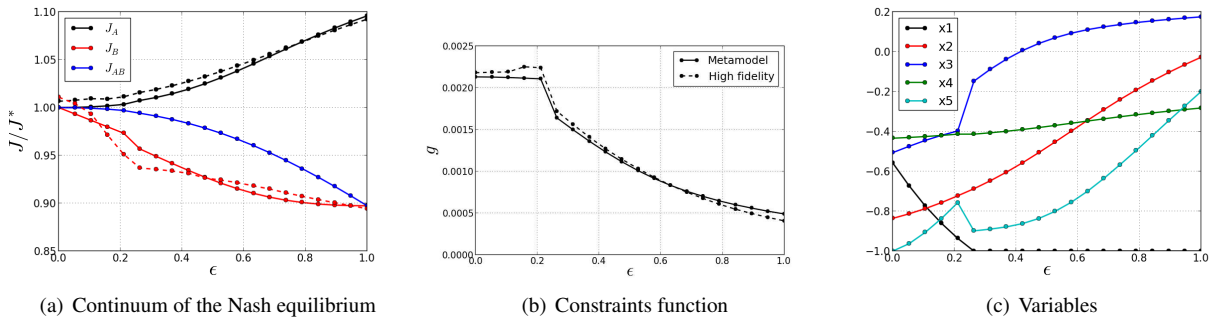 1.10
1.05
1.00
0.95
0.90
0.85
J/J*
J_A
J_B
J_AB
0.0 0.2 0.4 0.6 0.8 1.0
ϵ
(a) Continuum of the Nash equilibrium
0.0025
0.0020
0.0015
0.0010
0.0005
0.0000
g
Metamodel
High fidelity
0.0 0.2 0.4 0.6 0.8 1.0
ϵ
(b) Constraints function
0.2
0.0
−0.2
−0.4
−0.6
−0.8
−1.0
x1
x2
x3
x4
x5
0.0 0.2 0.4 0.6 0.8 1.0
ϵ
(c) Variables